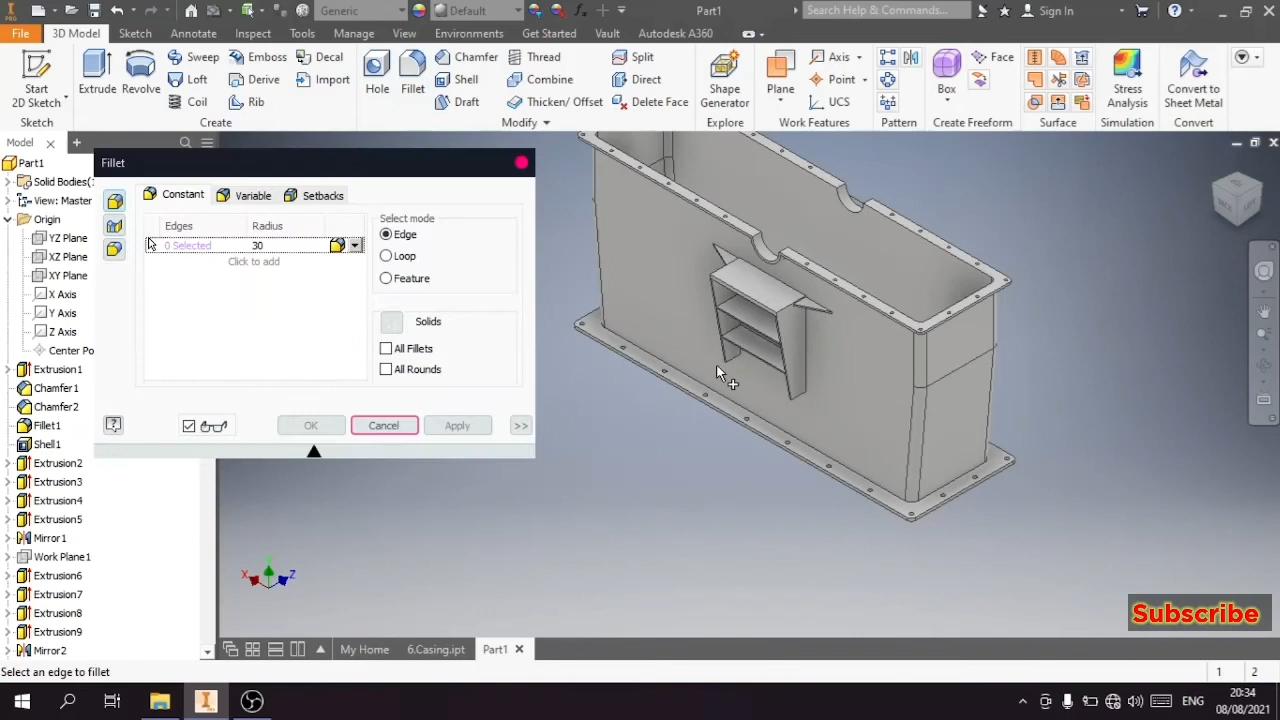 Generic
Default
Part1
Search Help & Commands...
Sign In
PRO
File
3D Model
Sketch
Annotate
Inspect
Tools
Manage
View
Environments
Get Started
Vault
Autodesk A360
Start
2D Sketch
Extrude
Revolve
Sweep
Loft
Coil
Emboss
Derive
Rib
Decal
Import
Hole
Fillet
Chamfer
Shell
Draft
Thread
Combine
Thicken/ Offset
Split
Direct
Delete Face
Shape
Generator
Plane
Axis
Point
UCS
Box
Face
Stress
Analysis
Convert to
Sheet Metal
Sketch
Create
Modify
Explore
Work Features
Pattern
Create Freeform
Surface
Simulation
Convert
Model
Part1
Solid Bodies(
View: Master
Origin
YZ Plane
XZ Plane
XY Plane
X Axis
Y Axis
Z Axis
Center Po
Extrusion1
Chamfer1
Chamfer2
Fillet1
Shell1
Extrusion2
Extrusion3
Extrusion4
Extrusion5
Mirror1
Work Plane1
Extrusion6
Extrusion7
Extrusion8
Extrusion9
Mirror2
Fillet
Constant
Variable
Setbacks
Edges
Radius
0 Selected
30
Click to add
Select mode
Edge
Loop
Feature
Solids
All Fillets
All Rounds
OK
Cancel
Apply
>>
X
Z
Subscribe
My Home
6.Casing.ipt
Part1
Select an edge to fillet
1
2
ENG
20:34
08/08/2021